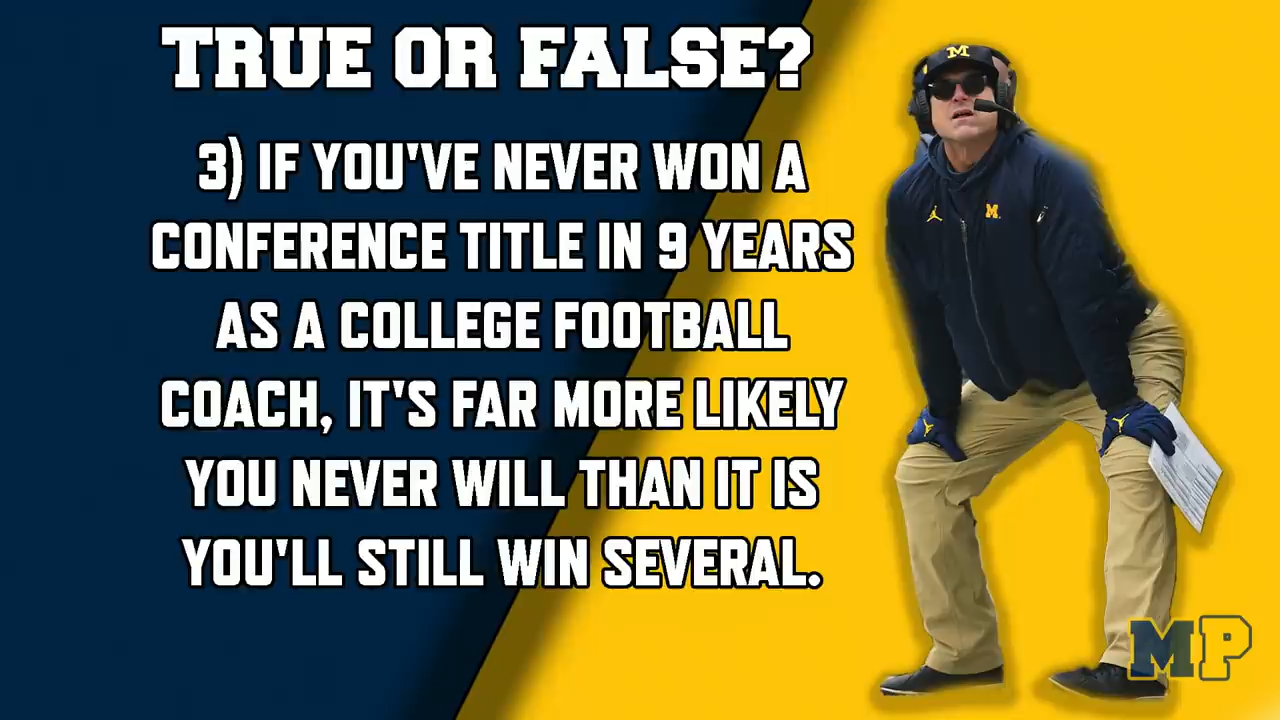 TRUE OR FALSE?
3) IF YOU'VE NEVER WON A
CONFERENCE TITLE IN 9 YEARS
AS A COLLEGE FOOTBALL
COACH, IT'S FAR MORE LIKELY
YOU NEVER WILL THAN IT IS
YOU'LL STILL WIN SEVERAL.
M
M
MP